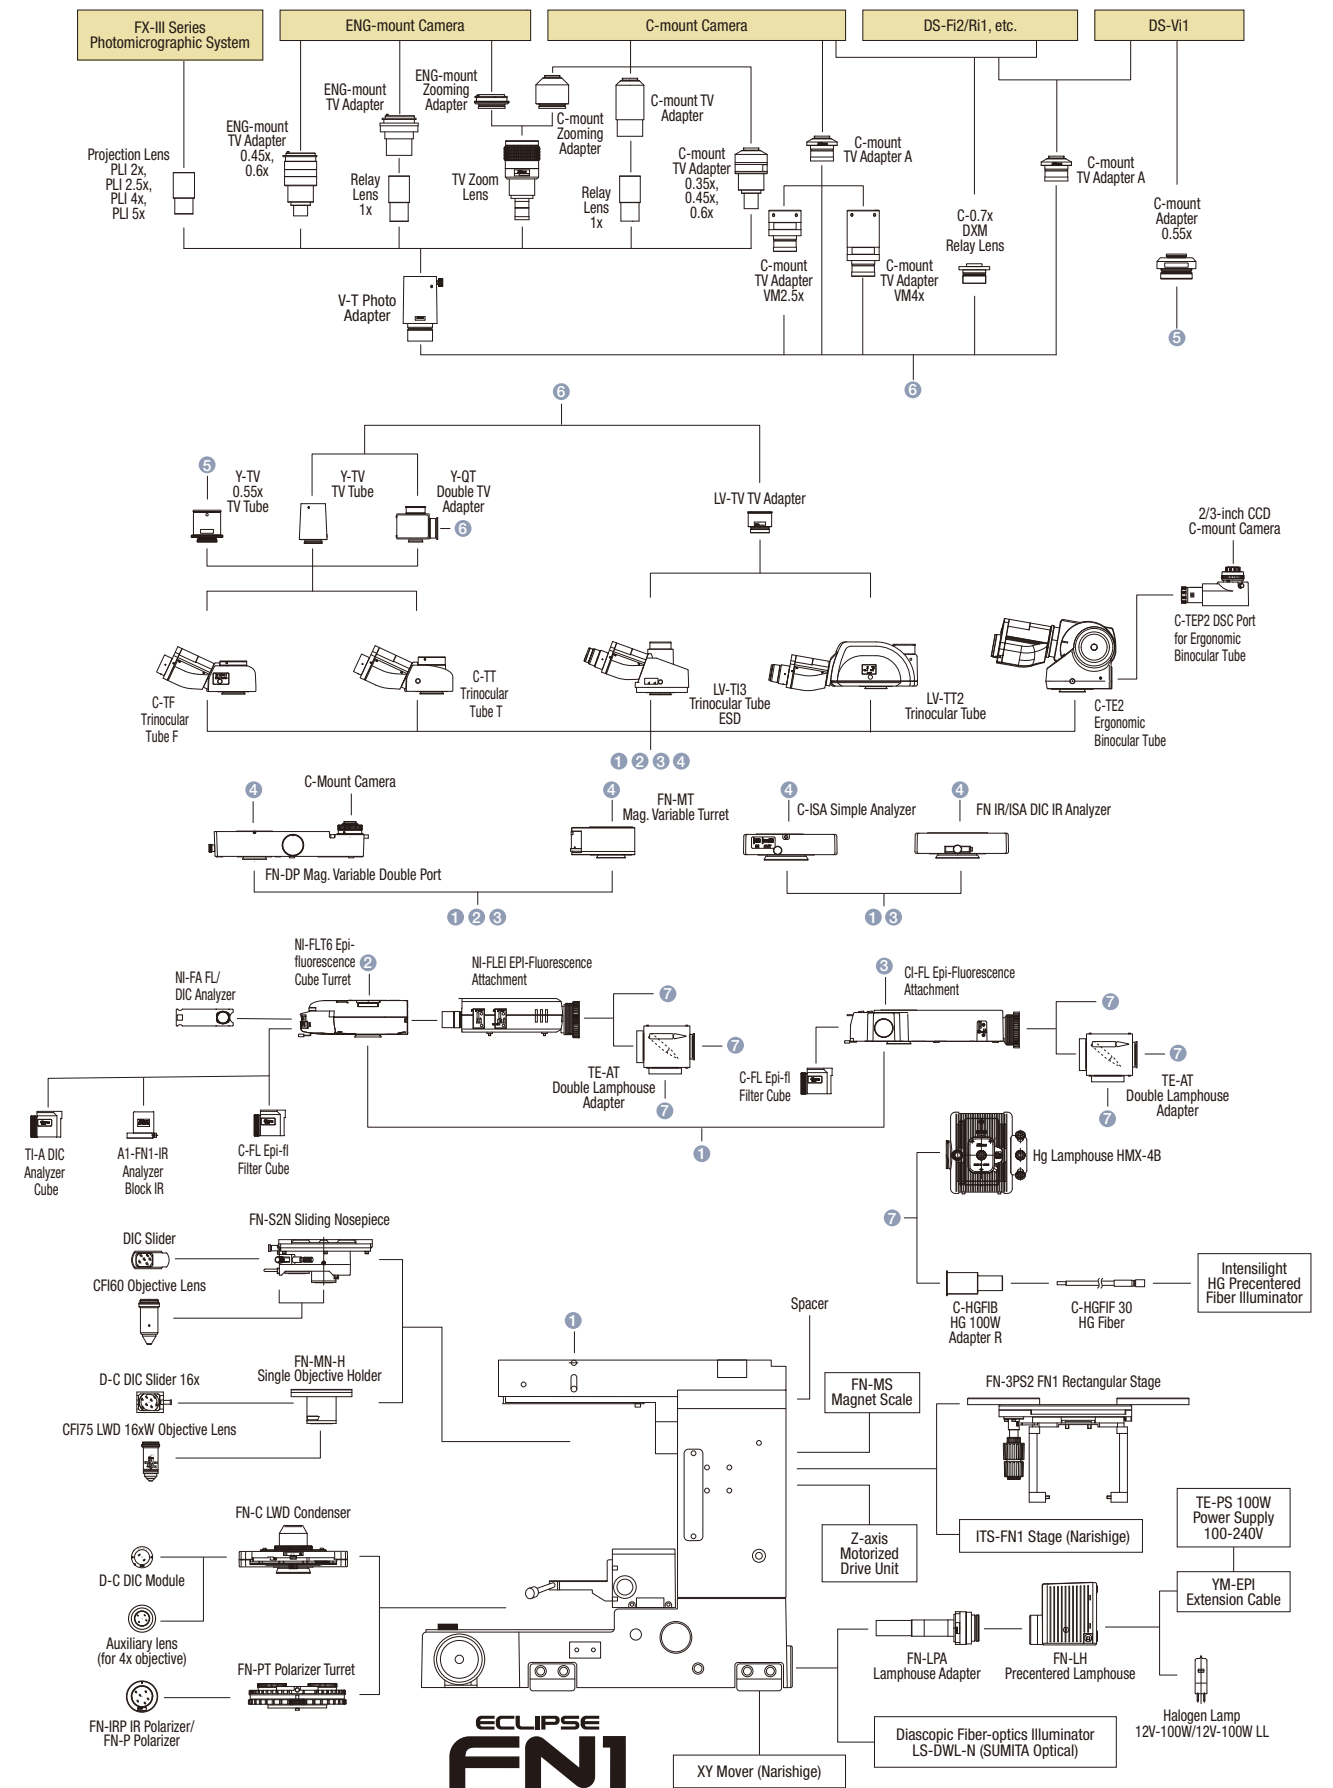 FX-III Series
Photomicrographic System
ENG-mount Camera
C-mount Camera
DS-Fi2/Ri1, etc.
DS-Vi1
Projection Lens
PLI 2x,
PLI 2.5x,
PLI 4x,
PLI 5x
ENG-mount
TV Adapter
0.45x,
0.6x
ENG-mount
TV Adapter
Relay
Lens
1x
ENG-mount
Zooming
Adapter
TV Zoom
Lens
C-mount
Zooming
Adapter
C-mount TV
Adapter
Relay
Lens
1x
C-mount
TV Adapter
0.35x,
0.45x,
0.6x
C-mount
TV Adapter A
C-mount
TV Adapter
VM2.5x
C-mount
TV Adapter
VM4x
C-0.7x
DXM
Relay Lens
C-mount
TV Adapter A
C-mount
Adapter
0.55x
5
V-T Photo
Adapter
6
6
5
Y-TV
0.55x
TV Tube
Y-TV
TV Tube
Y-QT
Double TV
Adapter
6
LV-TV TV Adapter
2/3-inch CCD
C-mount Camera
C-TEP2 DSC Port
for Ergonomic
Binocular Tube
C-TF
Trinocular
Tube F
C-TT
Trinocular
Tube T
LV-TI3
Trinocular Tube
ESD
LV-TT2
Trinocular Tube
C-TE2
Ergonomic
Binocular Tube
1 2 3 4
4
C-Mount Camera
FN-DP Mag. Variable Double Port
4
FN-MT
Mag. Variable Turret
4
C-ISA Simple Analyzer
4
FN IR/ISA DIC IR Analyzer
1 2 3
1 3
NI-FA FL/
DIC Analyzer
NI-FLT6 Epi-
fluorescence
Cube Turret
2
NI-FLEI EPI-Fluorescence
Attachment
7
7
7
TE-AT
Double Lamphouse
Adapter
3
CI-FL Epi-Fluorescence
Attachment
C-FL Epi-fl
Filter Cube
7
7
7
TE-AT
Double Lamphouse
Adapter
TI-A DIC
Analyzer
Cube
A1-FN1-IR
Analyzer
Block IR
C-FL Epi-fl
Filter Cube
1
Hg Lamphouse HMX-4B
7
C-HGFIB
HG 100W
Adapter R
C-HGFIF 30
HG Fiber
Intensilight
HG Precentered
Fiber Illuminator
FN-S2N Sliding Nosepiece
DIC Slider
CFI60 Objective Lens
FN-MN-H
Single Objective Holder
D-C DIC Slider 16x
CFI75 LWD 16xW Objective Lens
1
Spacer
FN-MS
Magnet Scale
FN-3PS2 FN1 Rectangular Stage
ITS-FN1 Stage (Narishige)
Z-axis
Motorized
Drive Unit
TE-PS 100W
Power Supply
100-240V
YM-EPI
Extension Cable
FN-C LWD Condenser
D-C DIC Module
Auxiliary lens
(for 4x objective)
FN-PT Polarizer Turret
FN-IRP IR Polarizer/
FN-P Polarizer
FN-LPA
Lamphouse Adapter
FN-LH
Precentered Lamphouse
Halogen Lamp
12V-100W/12V-100W LL
Diascopic Fiber-optics Illuminator
LS-DWL-N (SUMITA Optical)
XY Mover (Narishige)
ECLIPSE
FN1